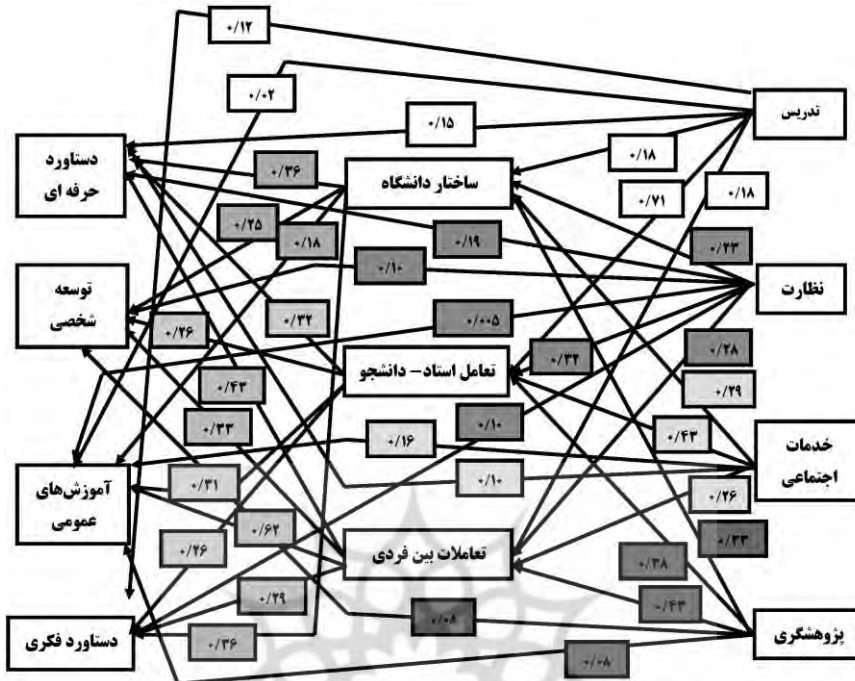 ۰/۱۲
۰/۰۲
تدریس
۰/۱۵
۰/۱۸
دستاورد
حرفه ای
۰/۳۶
ساختار دانشگاه
۰/۷۱
۰/۱۸
۰/۲۵
۰/۱۸
۰/۱۹
۰/۲۳
توسعه
شخصی
۰/۱۰
نظارت
۰/۲۶
۰/۳۲
۰/۰۰۵
۰/۳۲
۰/۲۸
تعامل استاد- دانشجو
۰/۴۳
۰/۲۹
۰/۳۳
۰/۱۰
۰/۱۶
۰/۴۳
خدمات
اجتماعی
آموزش‌های
عمومی
۰/۳۱
۰/۱۰
۰/۲۶
۰/۶۲
۰/۲۶
تعاملات بین فردی
۰/۳۸
۰/۳۳
۰/۲۹
۰/۴۳
دستاورد فکری
۰/۳۶
۰/۰۸
پژوهشگری
۰/۰۸